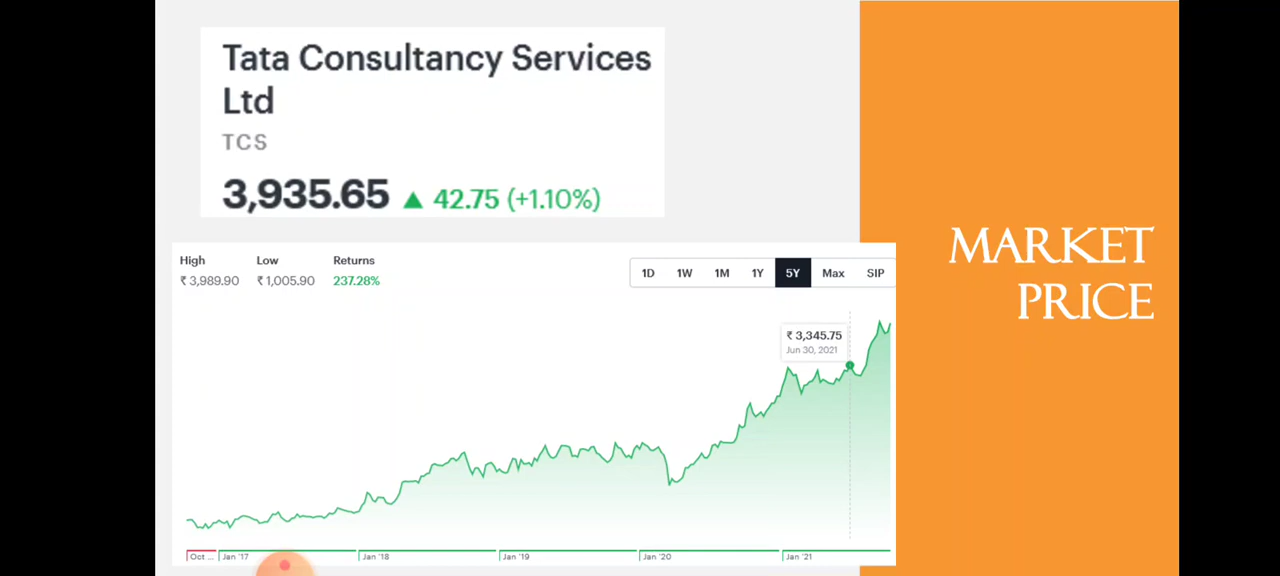 Tata Consultancy Services
Ltd
TCS
3,935.65 ▲ 42.75 (+1.10%)
MARKET
PRICE
High Low Returns
₹ 3,989.90 ₹ 1,005.90 237.28%
1D 1W 1M 1Y 5Y Max SIP
₹ 3,345.75
Jun 30, 2021
Oct ... Jan '17 Jan '18 Jan '19 Jan '20 Jan '21